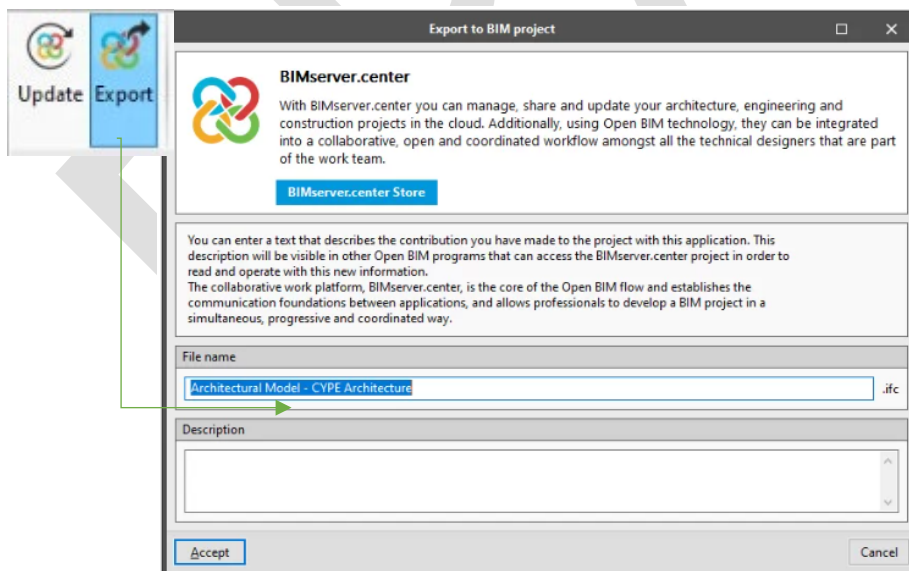 Update Export
Export to BIM project
BIMserver.center
With BIMserver.center you can manage, share and update your architecture, engineering and
construction projects in the cloud. Additionally, using Open BIM technology, they can be integrated
into a collaborative, open and coordinated workflow amongst all the technical designers that are part
of the work team.
BIMserver.center Store
You can enter a text that describes the contribution you have made to the project with this application. This
description will be visible in other Open BIM programs that can access the BIMserver.center project in order to
read and operate with this new information.
The collaborative work platform, BIMserver.center, is the core of the Open BIM flow and establishes the
communication foundations between applications, and allows professionals to develop a BIM project in a
simultaneous, progressive and coordinated way.
File name
Architectural Model - CYPE Architecture .ifc
Description
Accept Cancel